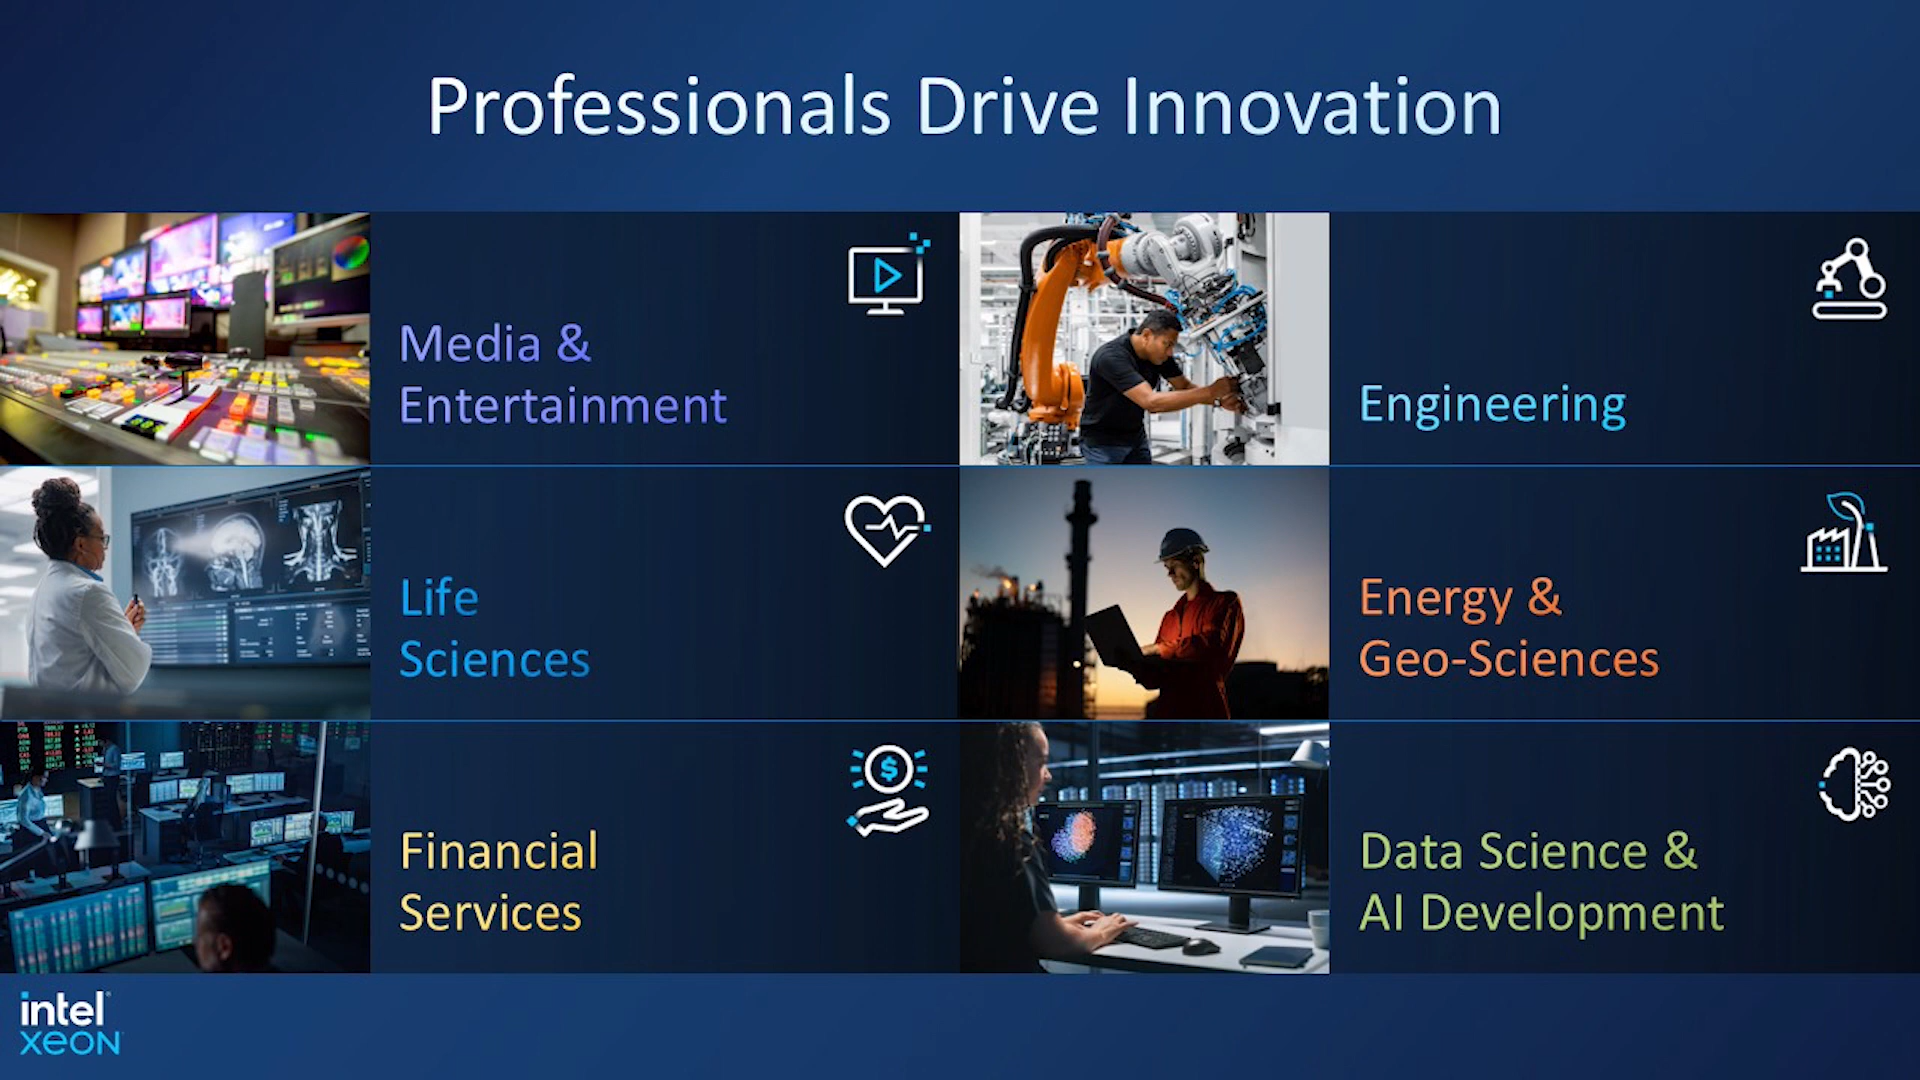 Professionals Drive Innovation
Media &
Entertainment
Engineering
Life
Sciences
Energy &
Geo-Sciences
Financial
Services
Data Science &
AI Development
intel
xeon